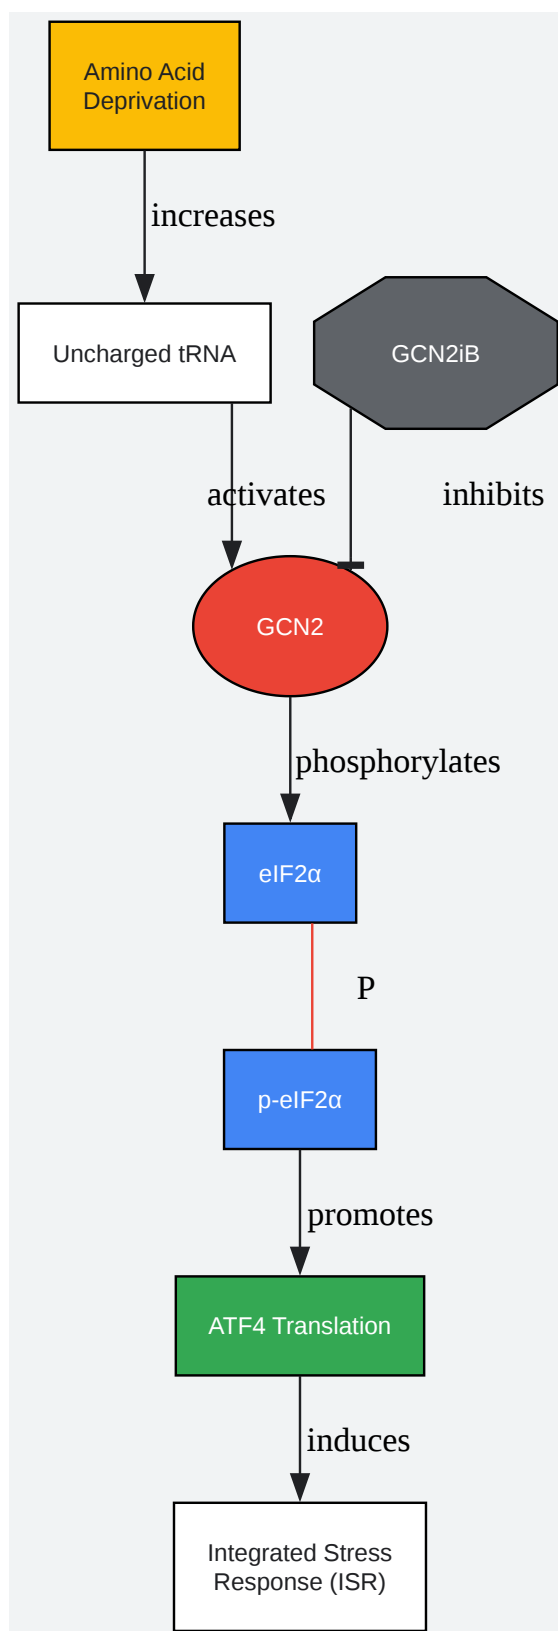 Amino Acid
Deprivation
increases
Uncharged tRNA
GCN2iB
activates
inhibits
GCN2
phosphorylates
eIF2α
P
p-eIF2α
promotes
ATF4 Translation
induces
Integrated Stress
Response (ISR)